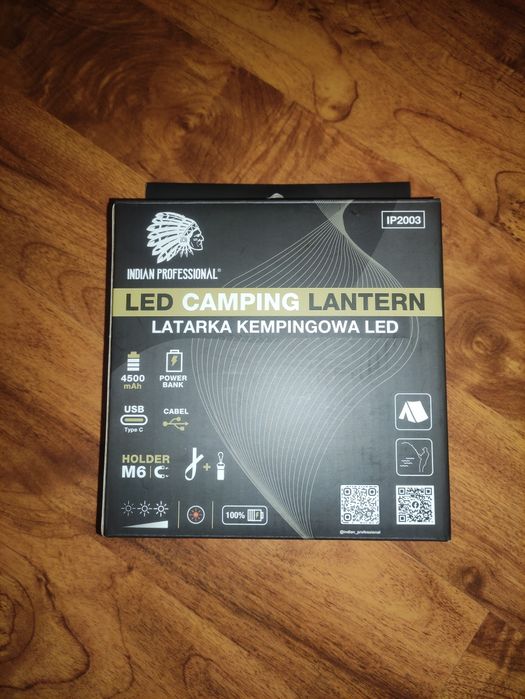 IP2003
INDIAN PROFESSIONAL®
LED CAMPING LANTERN
LATARKA KEMPINGOWA LED
4500 mAh
POWER BANK
USB Type C
CABEL
HOLDER
M6
+
100%
@indian_professional